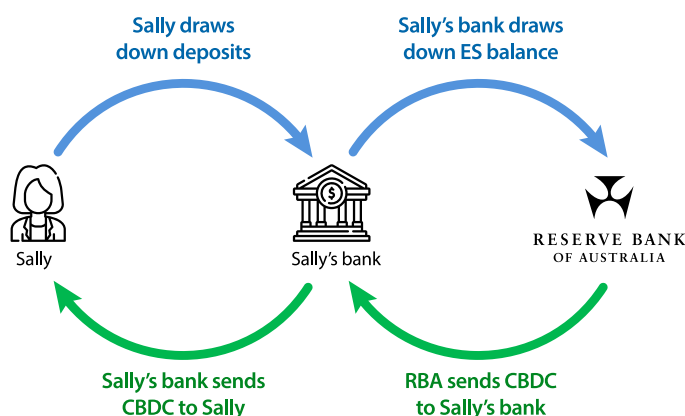 Sally draws
down deposits
Sally's bank draws
down ES balance
$
Sally
Sally's bank
RESERVE BANK
OF AUSTRALIA
Sally's bank sends
CBDC to Sally
RBA sends CBDC
to Sally's bank